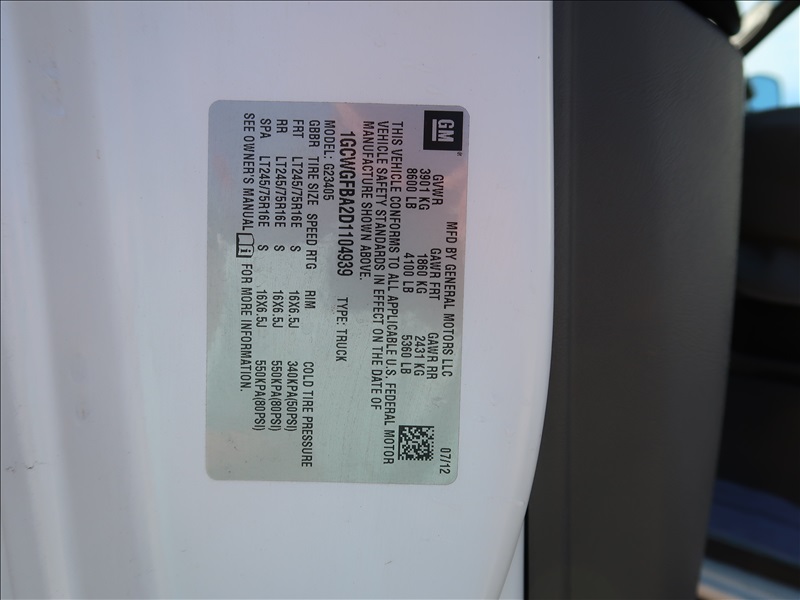 GM
MFD BY GENERAL MOTORS LLC 07/12
GVWR GAWR FRT GAWR RR
3901 KG 1860 KG 2431 KG
8600 LB 4100 LB 5360 LB
THIS VEHICLE CONFORMS TO ALL APPLICABLE U.S. FEDERAL MOTOR
VEHICLE SAFETY STANDARDS IN EFFECT ON THE DATE OF
MANUFACTURE SHOWN ABOVE.
1GCWGFBA2D1104939 TYPE: TRUCK
MODEL: G23405
GBBR TIRE SIZE SPEED RTG RIM COLD TIRE PRESSURE
FRT LT245/75R16E S 16X6.5J 340KPA(50PSI)
RR LT245/75R16E S 16X6.5J 550KPA(80PSI)
SPA LT245/75R16E S 16X6.5J 550KPA(80PSI)
SEE OWNER'S MANUAL FOR MORE INFORMATION.